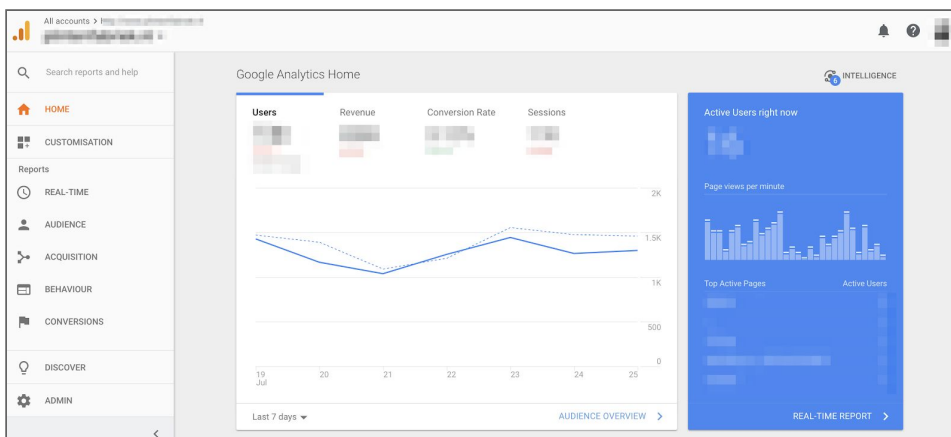 All accounts >
Search reports and help
HOME
CUSTOMISATION
Reports
REAL-TIME
AUDIENCE
ACQUISITION
BEHAVIOUR
CONVERSIONS
DISCOVER
ADMIN
Google Analytics Home
6 INTELLIGENCE
Users Revenue Conversion Rate Sessions
2K
1.5K
1K
500
0
19 20 21 22 23 24 25
Jul
Last 7 days
AUDIENCE OVERVIEW >
Active Users right now
Page views per minute
Top Active Pages Active Users
REAL-TIME REPORT >